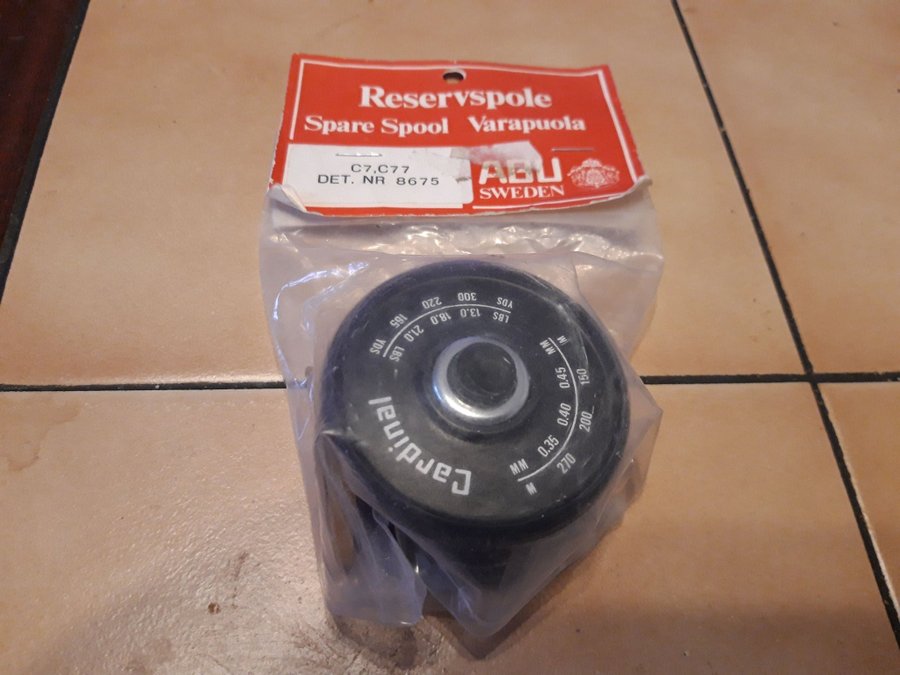 Reservspole
Spare Spool Varapuola
C7,C77
DET. NR 8675
ABU
SWEDEN
Cardinal
YDS 165 220 300 YDS
LBS 21.0 18.0 13.0 LBS
MM 0.35 0.40 0.45 MM
M 270 200 150 M